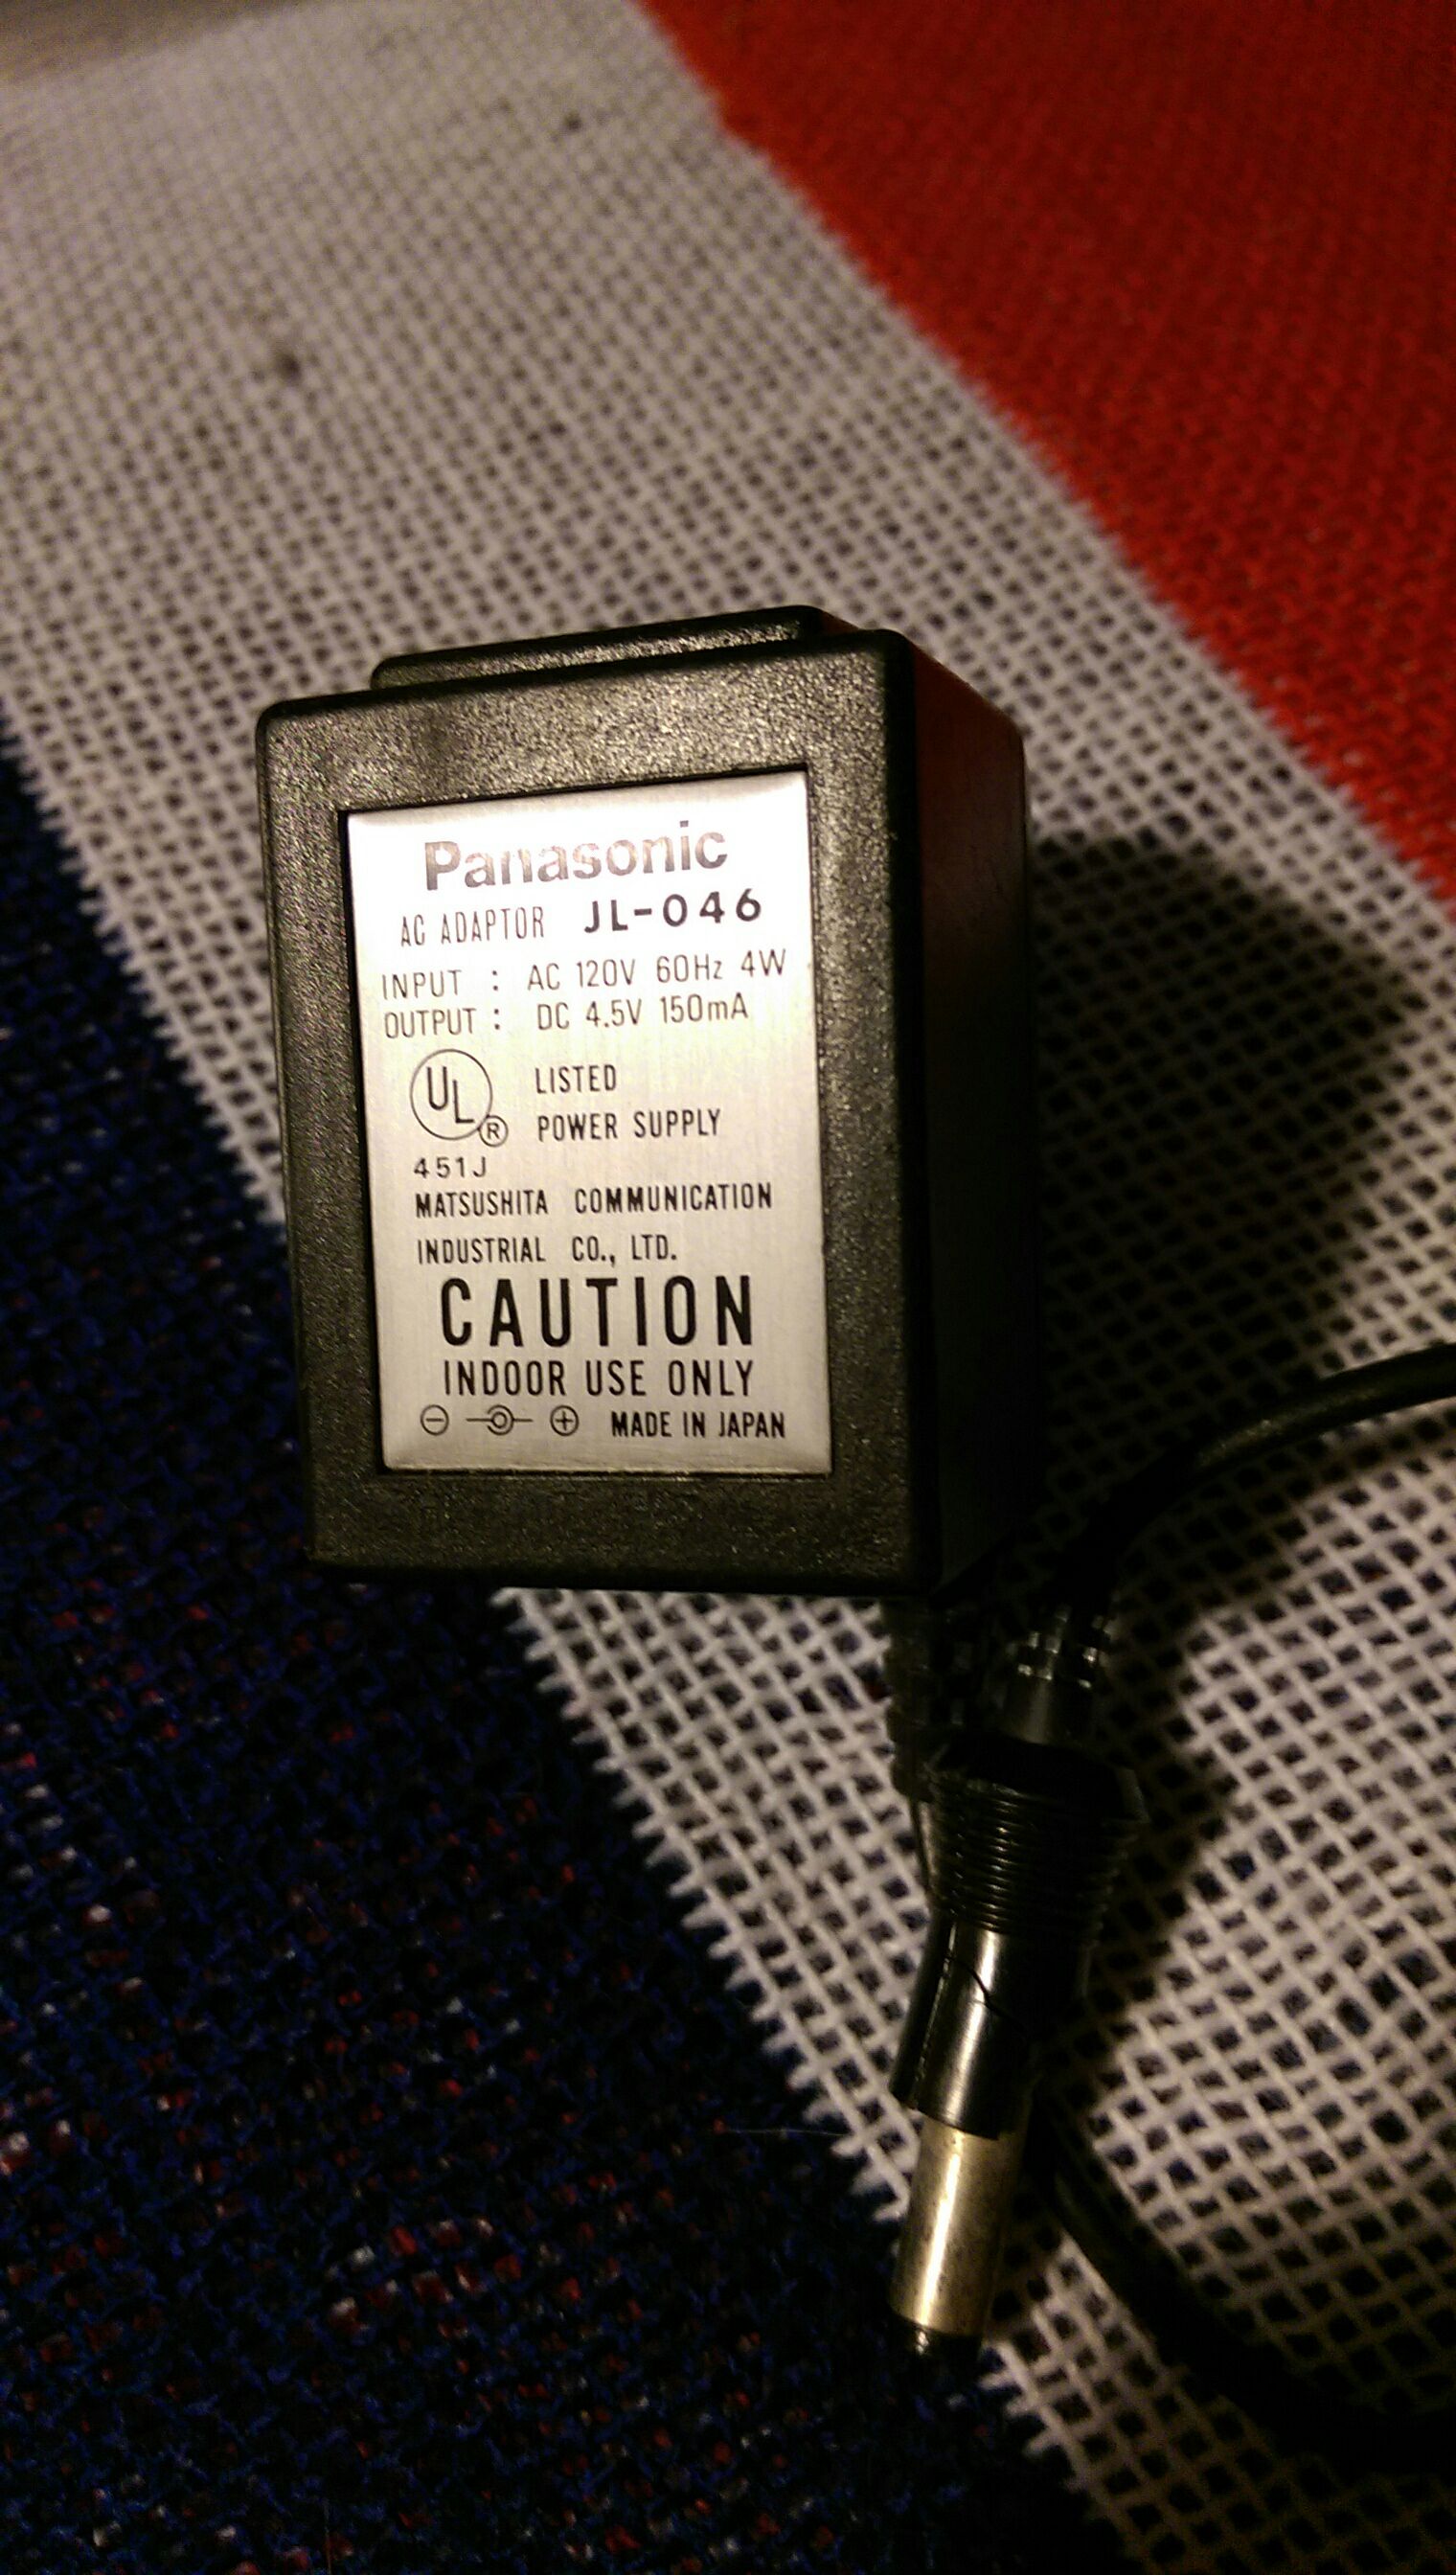 Panasonic
AC ADAPTOR JL-046
INPUT : AC 120V 60Hz 4W
OUTPUT : DC 4.5V 150mA
UL ® LISTED
POWER SUPPLY
451J
MATSUSHITA COMMUNICATION
INDUSTRIAL CO., LTD.
CAUTION
INDOOR USE ONLY
MADE IN JAPAN